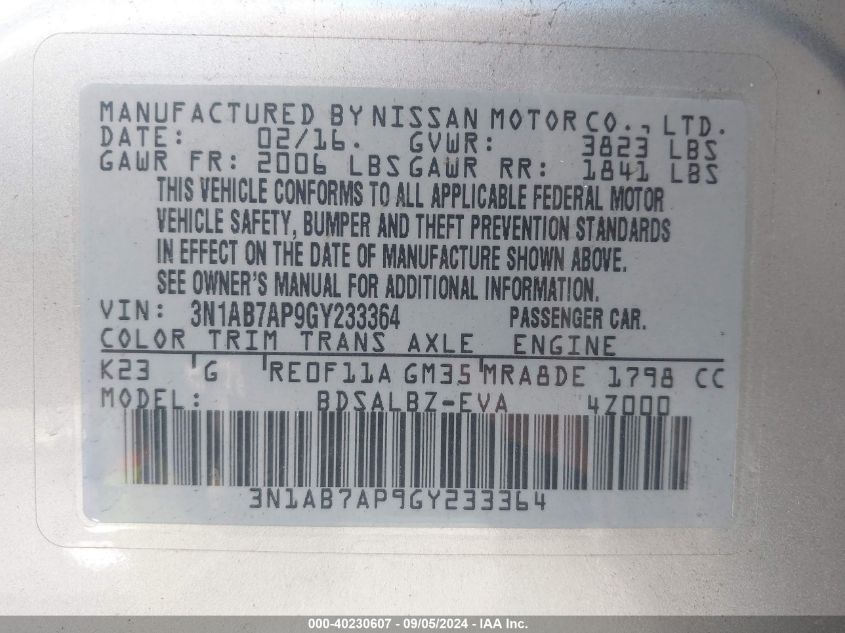 MANUFACTURED BY NISSAN MOTOR CO., LTD.
DATE: 02/16. GVWR: 3823 LBS
GAWR FR: 2006 LBS GAWR RR: 1841 LBS
THIS VEHICLE CONFORMS TO ALL APPLICABLE FEDERAL MOTOR
VEHICLE SAFETY, BUMPER AND THEFT PREVENTION STANDARDS
IN EFFECT ON THE DATE OF MANUFACTURE SHOWN ABOVE.
SEE OWNER'S MANUAL FOR ADDITIONAL INFORMATION.
VIN: 3N1AB7AP9GY233364 PASSENGER CAR.
COLOR TRIM TRANS AXLE ENGINE
K23 G RE0F11A GM35 MRA8DE 1798 CC
MODEL: BDSALBZ-EVA 4Z000
3N1AB7AP9GY233364
000-40230607 - 09/05/2024 - IAA Inc.